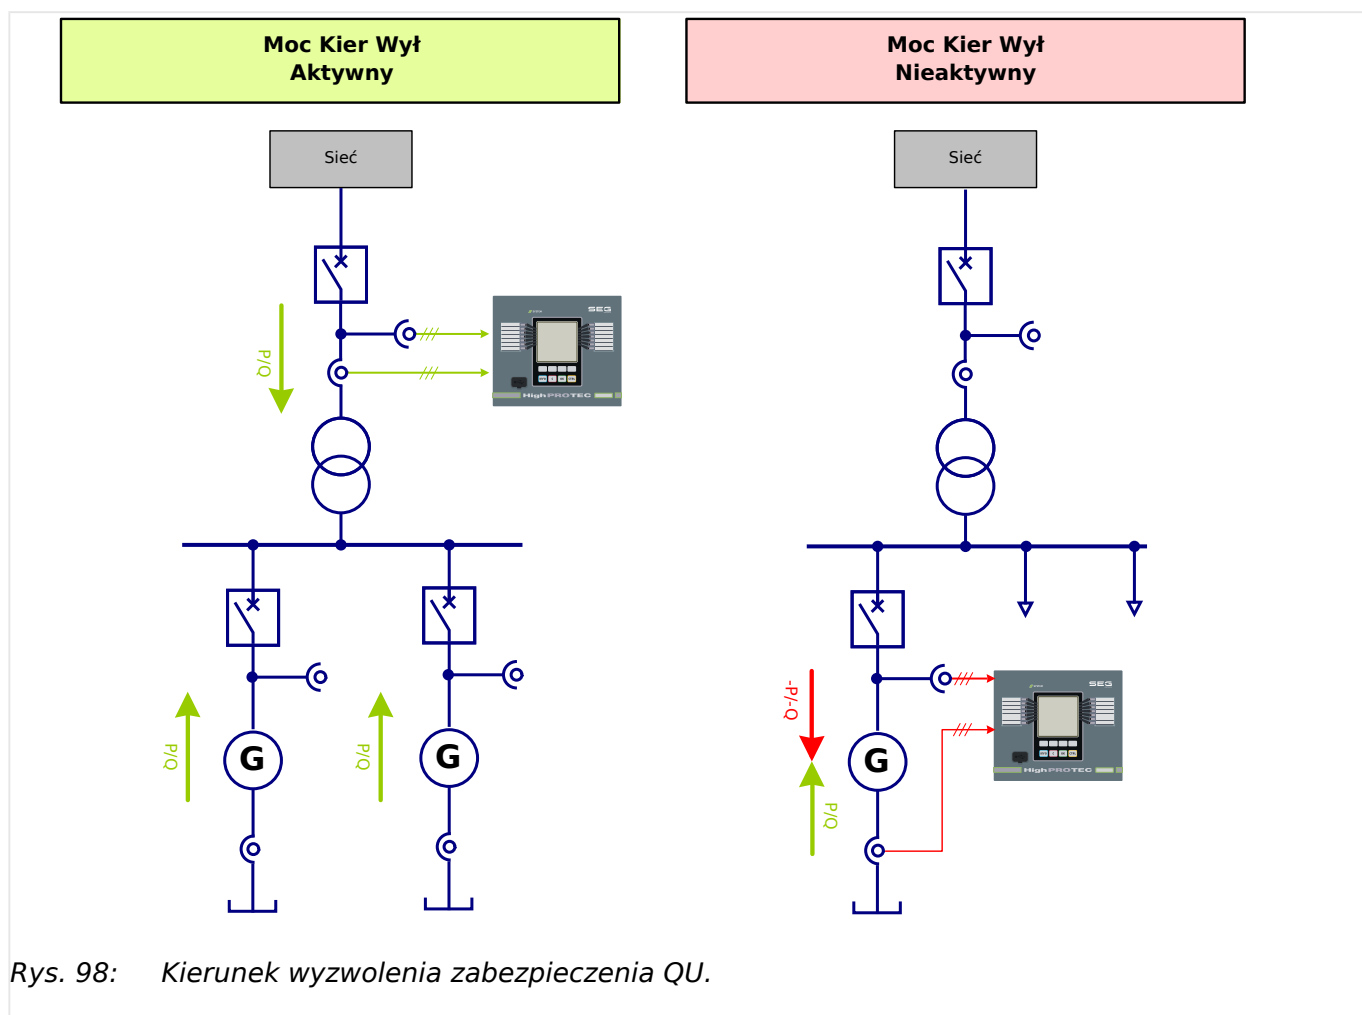 Moc Kier Wył
Aktywny
Moc Kier Wył
Nieaktywny
Sieć
Sieć
SEG
P/Q
HighPROTEC
P/Q
G
P/Q
G
-P/-Q
SEG
G
HighPROTEC
P/Q
Rys. 98: Kierunek wyzwolenia zabezpieczenia QU.